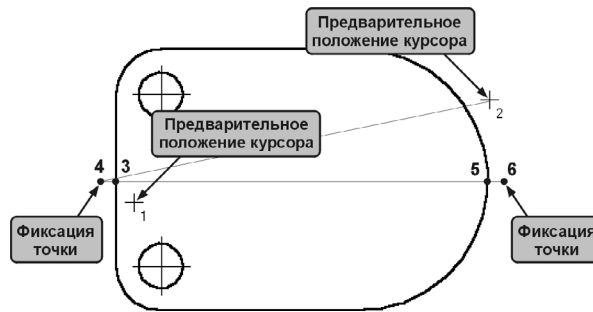 Предварительное
положение курсора
2
Предварительное
положение курсора
4 3
5 6
1
Фиксация
точки
Фиксация
точки